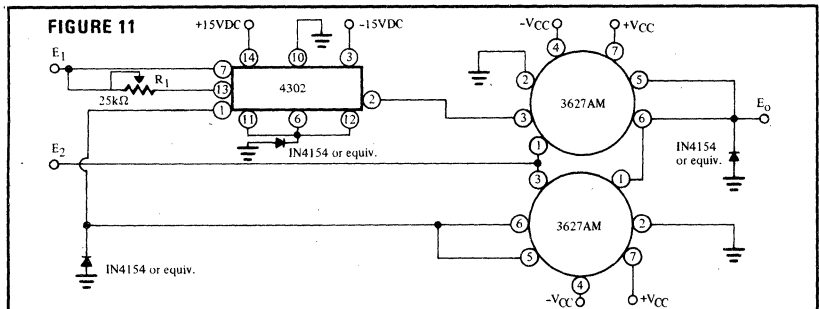 FIGURE 11
+15VDC
-15VDC
-VCC
+VCC
E1
14
10
3
4
7
7
R1
4302
2
5
13
2
3627AM
25kΩ
1
3
6
Eo
11
6
12
1
IN4154 or equiv.
IN4154
or equiv.
E2
3
1
6
3627AM
2
5
7
IN4154 or equiv.
4
-VCC
+VCC